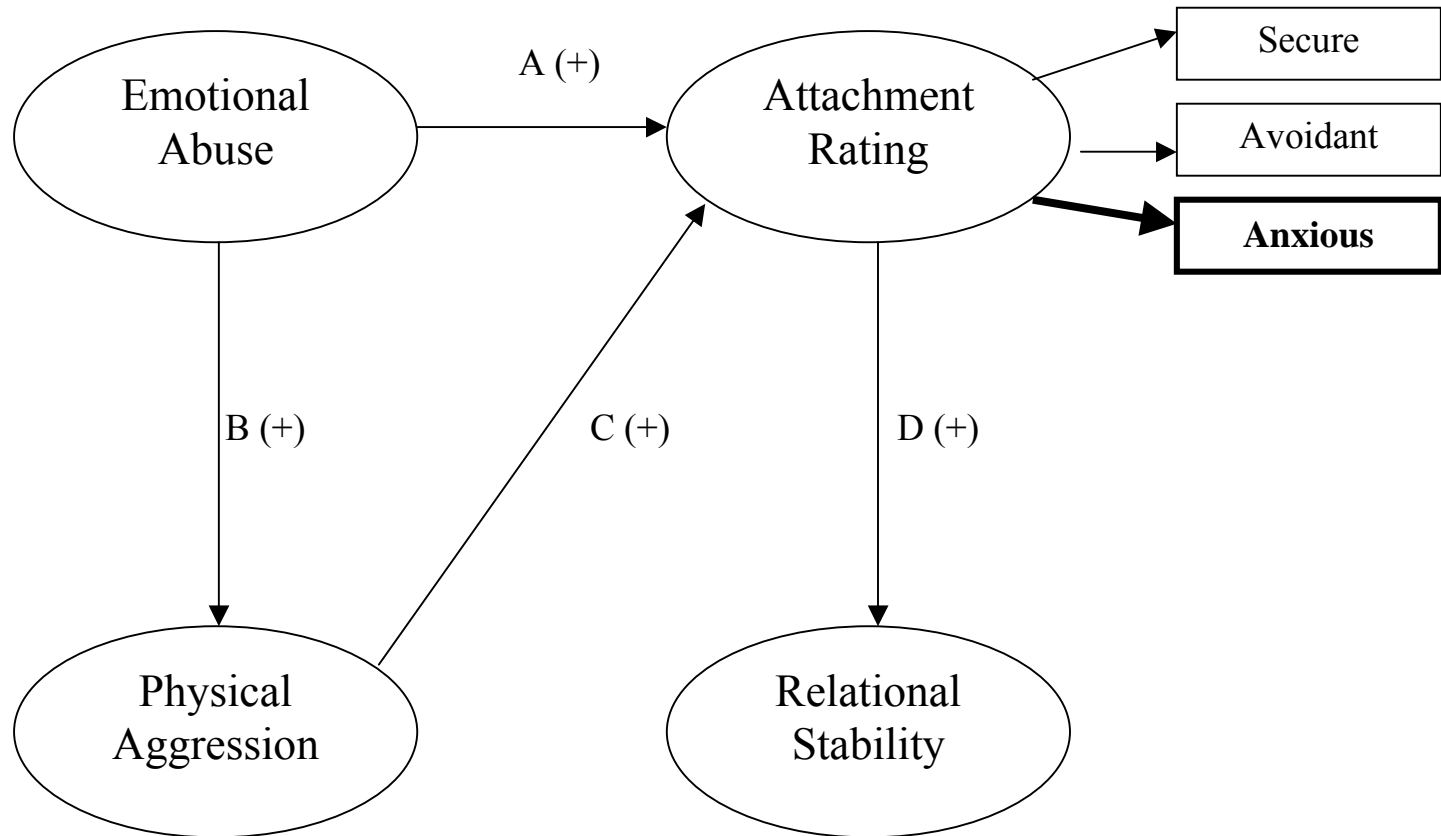 Emotional
Abuse
A (+)
Attachment
Rating
Secure
Avoidant
Anxious
B (+)
C (+)
D (+)
Physical
Aggression
Relational
Stability